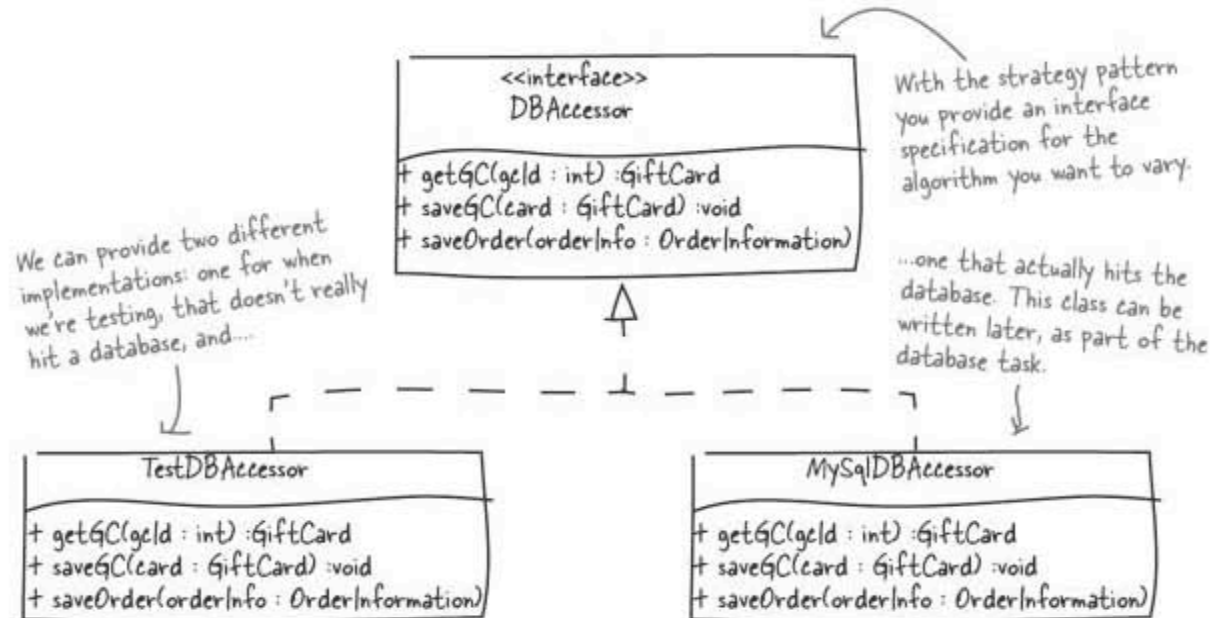 <<interface>>
DBAccessor
+ getGC(gcId : int) :GiftCard
+ saveGC(card : GiftCard) :void
+ saveOrder(orderInfo : OrderInformation)
With the strategy pattern
you provide an interface
specification for the
algorithm you want to vary.
We can provide two different
implementations: one for when
we're testing, that doesn't really
hit a database, and....
...one that actually hits the
database. This class can be
written later, as part of the
database task.
TestDBAccessor
+ getGC(gcId : int) :GiftCard
+ saveGC(card : GiftCard) :void
+ saveOrder(orderInfo : OrderInformation)
MySqlDBAccessor
+ getGC(gcId : int) :GiftCard
+ saveGC(card : GiftCard) :void
+ saveOrder(orderInfo : OrderInformation)